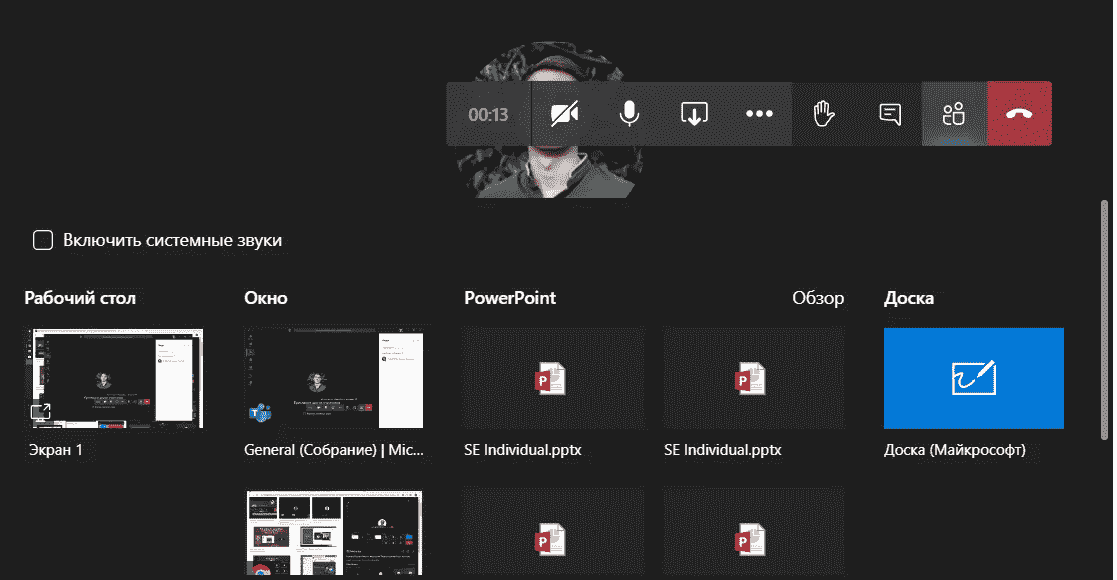 00:13
Включить системные звуки
Рабочий стол
Окно
PowerPoint
Обзор
Доска
Экран 1
General (Собрание) | Mic...
SE Individual.pptx
SE Individual.pptx
Доска (Майкрософт)